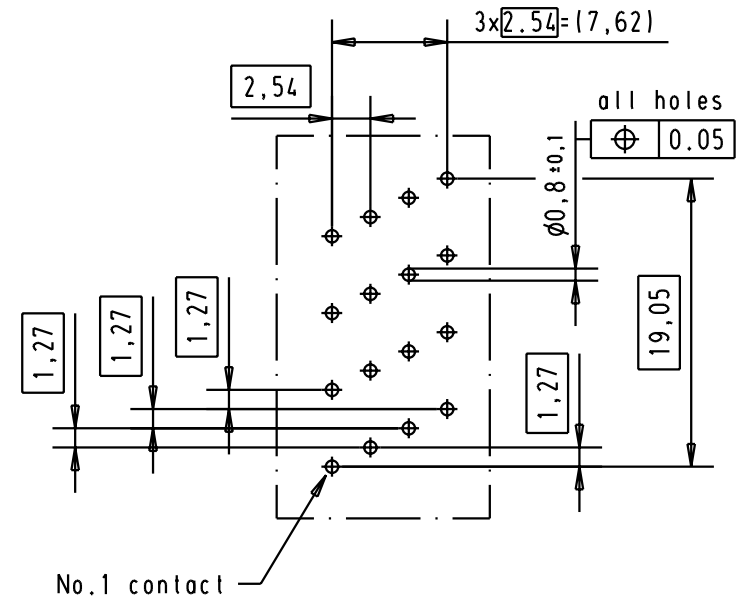 3x2.54=(7,62)
2,54
all holes
⌖ 0.05
ø0,8 ±0,1
1,27
1,27
1,27
19,05
1,27
No.1 contact